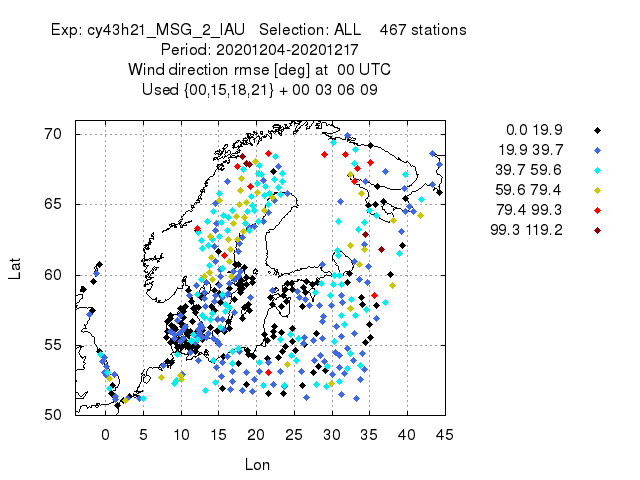 Exp: cy43h21_MSG_2_IAU Selection: ALL 467 stations
Period: 20201204-20201217
Wind direction rmse [deg] at 00 UTC
Used {00,15,18,21} + 00 03 06 09
70
65
60
55
50
Lat
0 5 10 15 20 25 30 35 40 45
Lon
0.0 19.9
19.9 39.7
39.7 59.6
59.6 79.4
79.4 99.3
99.3 119.2